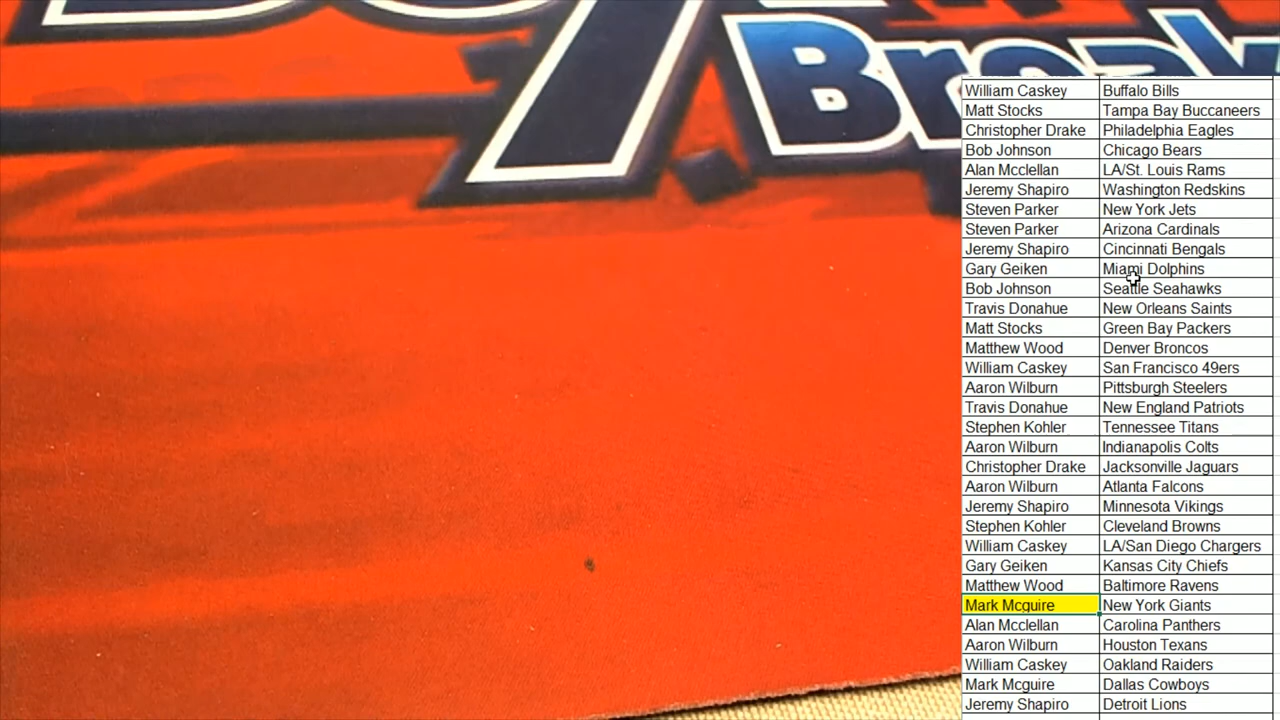 Break
William Caskey Buffalo Bills
Matt Stocks Tampa Bay Buccaneers
Christopher Drake Philadelphia Eagles
Bob Johnson Chicago Bears
Alan Mcclellan LA/St. Louis Rams
Jeremy Shapiro Washington Redskins
Steven Parker New York Jets
Steven Parker Arizona Cardinals
Jeremy Shapiro Cincinnati Bengals
Gary Geiken Miami Dolphins
Bob Johnson Seattle Seahawks
Travis Donahue New Orleans Saints
Matt Stocks Green Bay Packers
Matthew Wood Denver Broncos
William Caskey San Francisco 49ers
Aaron Wilburn Pittsburgh Steelers
Travis Donahue New England Patriots
Stephen Kohler Tennessee Titans
Aaron Wilburn Indianapolis Colts
Christopher Drake Jacksonville Jaguars
Aaron Wilburn Atlanta Falcons
Jeremy Shapiro Minnesota Vikings
Stephen Kohler Cleveland Browns
William Caskey LA/San Diego Chargers
Gary Geiken Kansas City Chiefs
Matthew Wood Baltimore Ravens
Mark Mcguire New York Giants
Alan Mcclellan Carolina Panthers
Aaron Wilburn Houston Texans
William Caskey Oakland Raiders
Mark Mcguire Dallas Cowboys
Jeremy Shapiro Detroit Lions